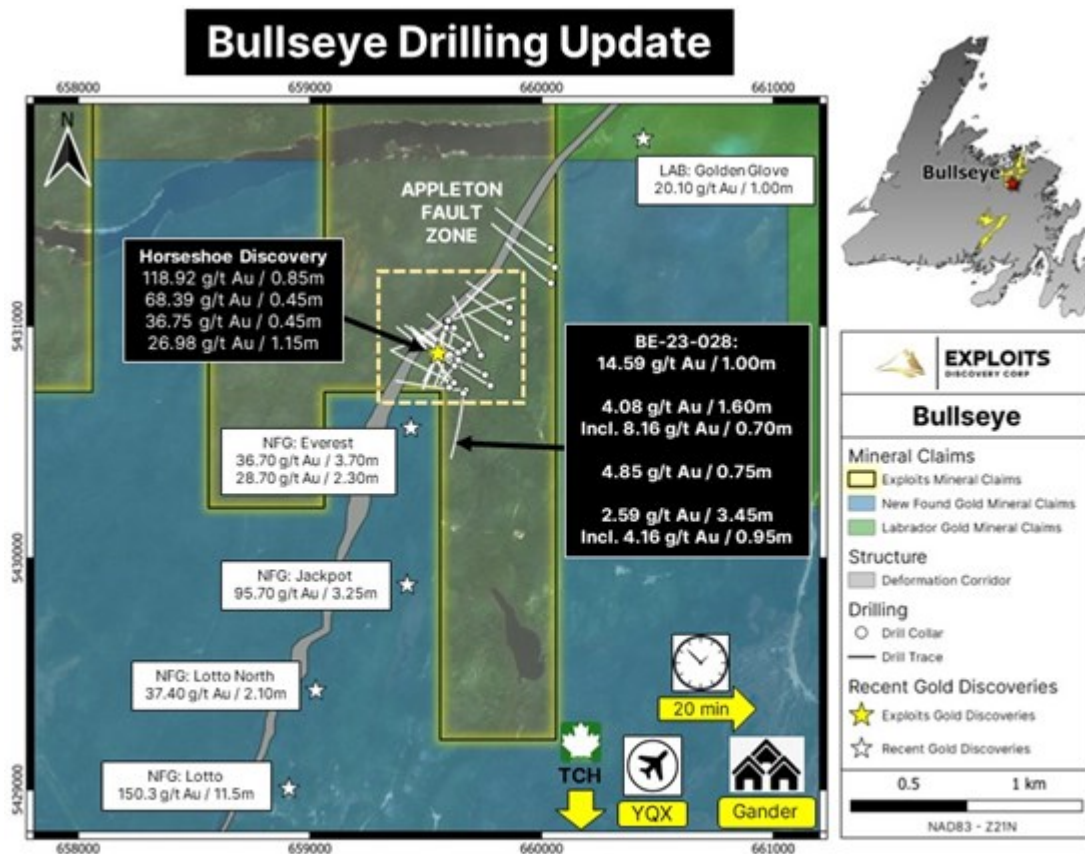 Bullseye Drilling Update
658000
659000
660000
661000
N
APPLETON
FAULT
ZONE
LAB: Golden Glove
20.10 g/t Au / 1.00m
Horseshoe Discovery
118.92 g/t Au / 0.85m
68.39 g/t Au / 0.45m
36.75 g/t Au / 0.45m
26.98 g/t Au / 1.15m
5431000
5431000
BE-23-028:
14.59 g/t Au / 1.00m
4.08 g/t Au / 1.60m
Incl. 8.16 g/t Au / 0.70m
4.85 g/t Au / 0.75m
2.59 g/t Au / 3.45m
Incl. 4.16 g/t Au / 0.95m
NFG: Everest
36.70 g/t Au / 3.70m
28.70 g/t Au / 2.30m
5430000
5430000
NFG: Jackpot
95.70 g/t Au / 3.25m
NFG: Lotto North
37.40 g/t Au / 2.10m
NFG: Lotto
150.3 g/t Au / 11.5m
5429000
5429000
20 min
TCH
YQX
Gander
658000
659000
660000
661000
Bullseye
EXPLOITS
DISCOVERY CORP
Bullseye
Mineral Claims
Exploits Mineral Claims
New Found Gold Mineral Claims
Labrador Gold Mineral Claims
Structure
Deformation Corridor
Drilling
Drill Collar
Drill Trace
Recent Gold Discoveries
Exploits Gold Discoveries
Recent Gold Discoveries
0.5 1 km
NAD83 - Z21N